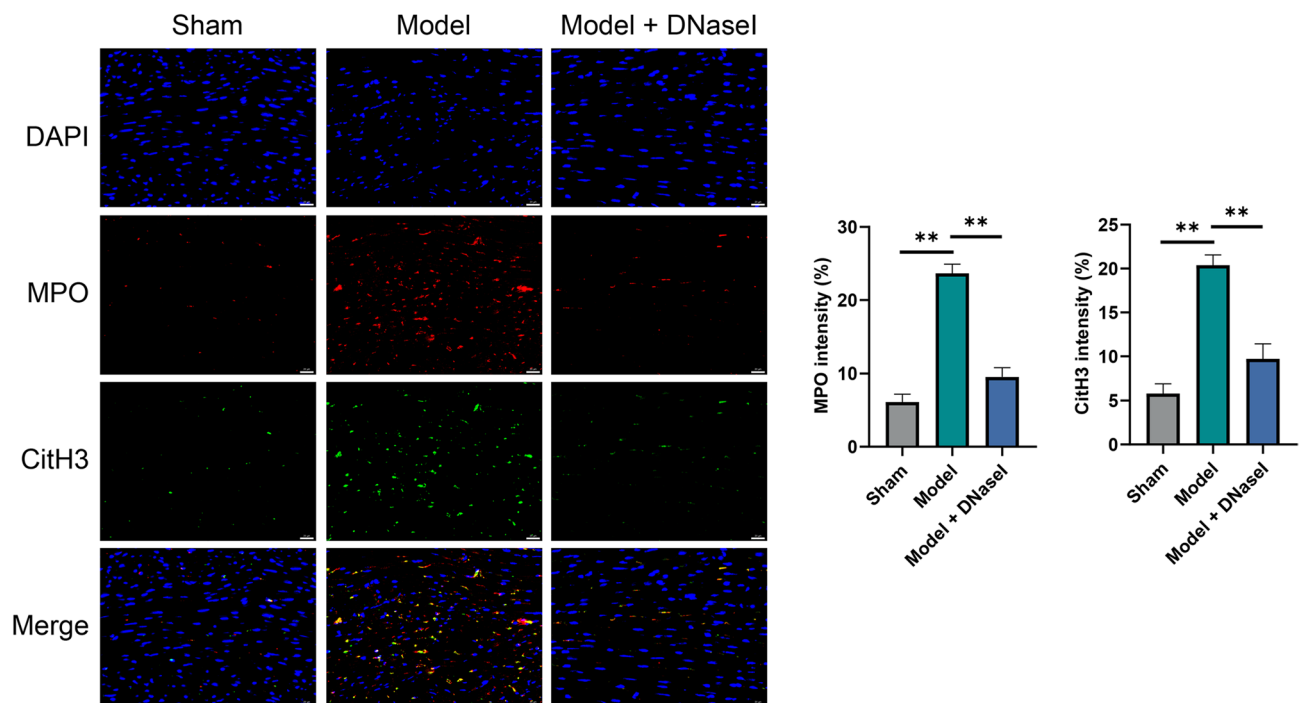 Sham Model Model + DNaseI
DAPI
MPO
CitH3
Merge
MPO intensity (%)
30
20
10
0
** **
Sham
Model
Model + DNaseI
CitH3 intensity (%)
25
20
15
10
5
0
** **
Sham
Model
Model + DNaseI